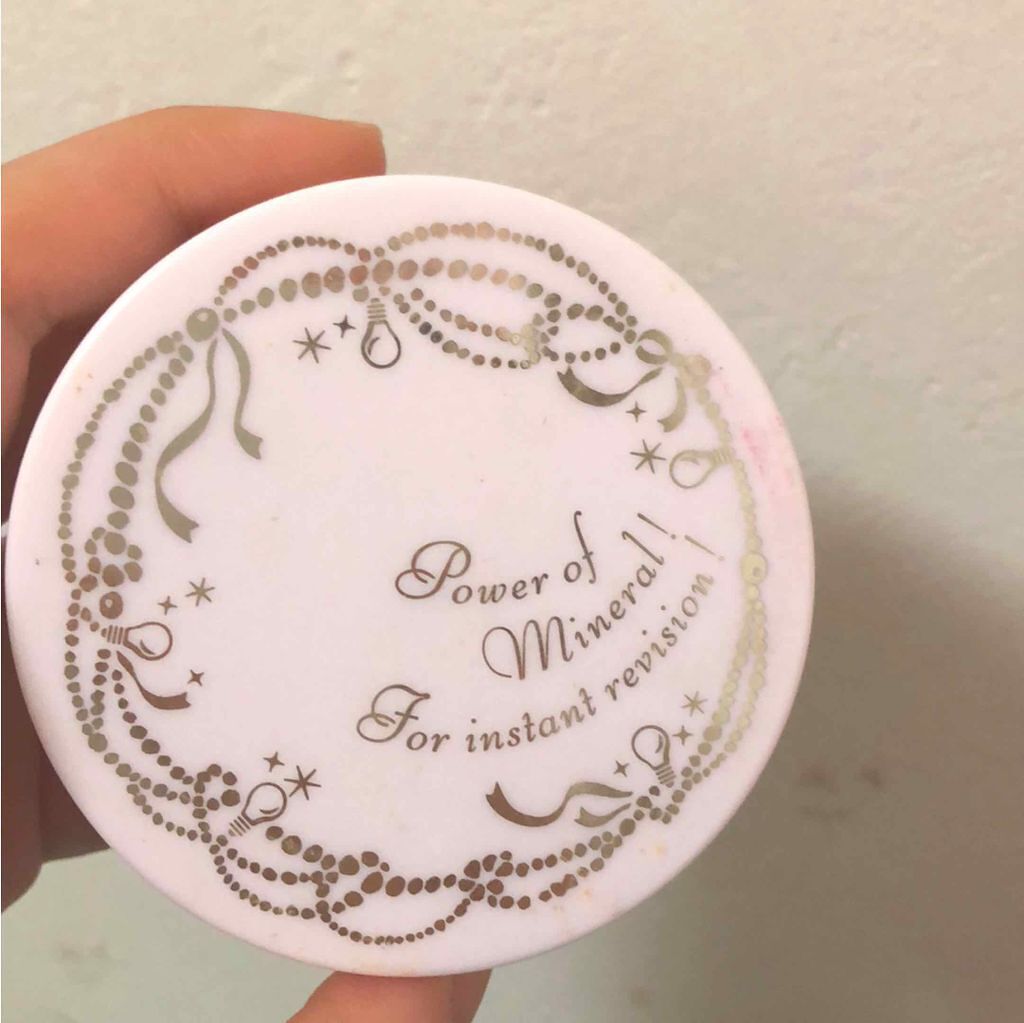 Power of
Mineral!
For instant revision!